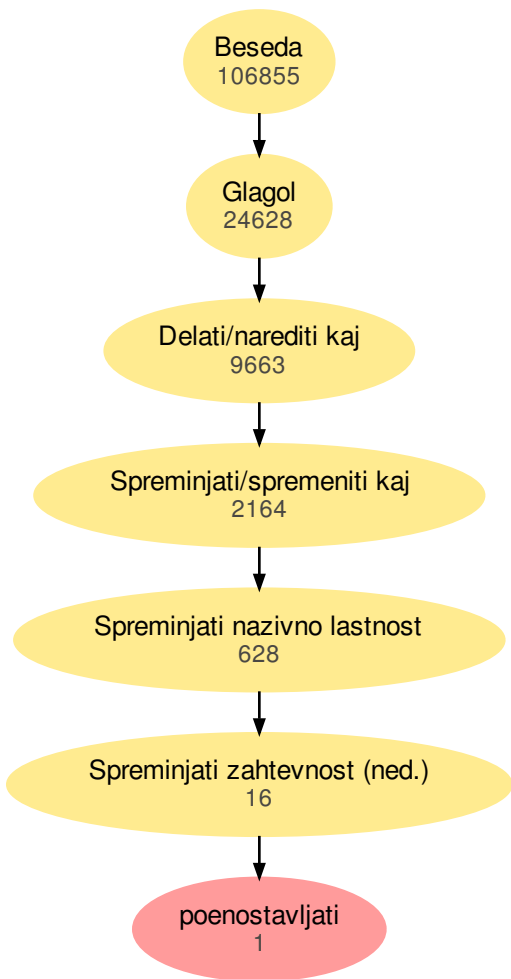 Beseda
106855
Glagol
24628
Delati/narediti kaj
9663
Spreminjati/spremeniti kaj
2164
Spreminjati nazivno lastnost
628
Spreminjati zahtevnost (ned.)
16
poenostavljati
1